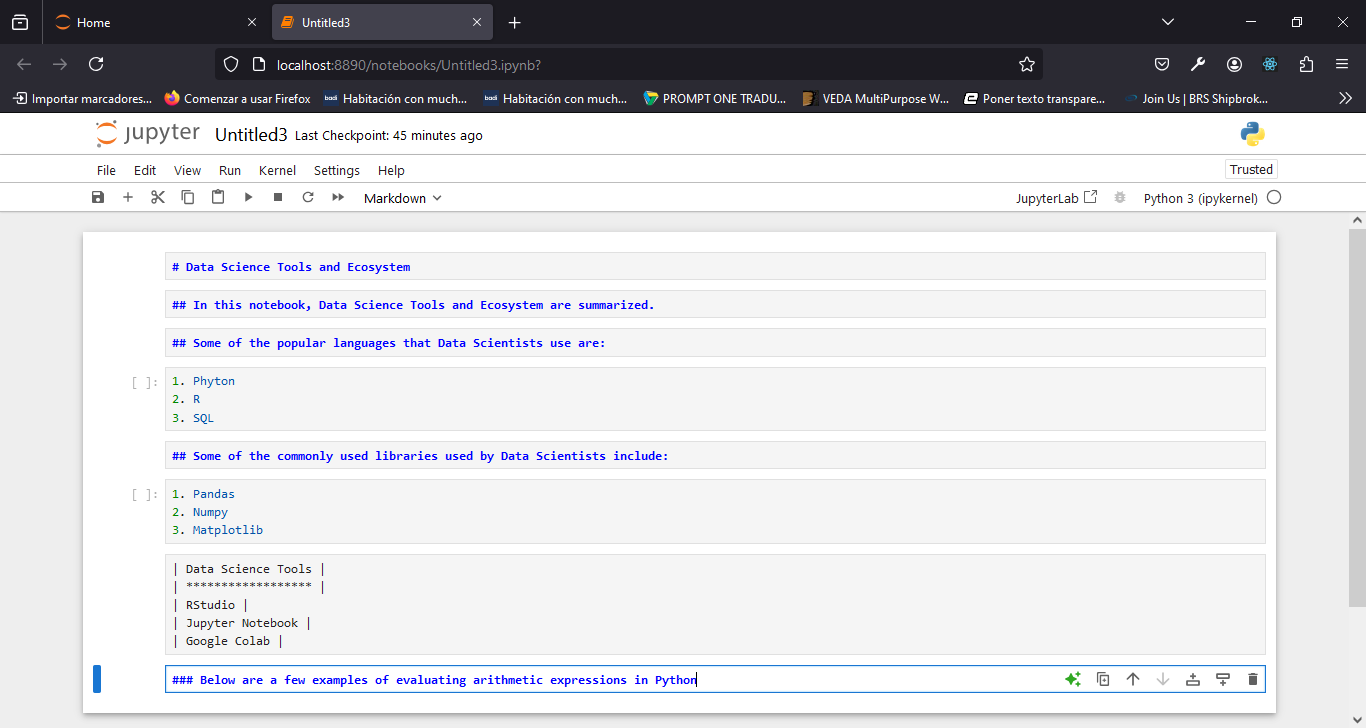 Home
Untitled3
localhost:8890/notebooks/Untitled3.ipynb?
Importar marcadores... Comenzar a usar Firefox badi Habitación con much... badi Habitación con much... PROMPT ONE TRADU... VEDA MultiPurpose W... Poner texto transpare... Join Us | BRS Shipbrok...
jupyter Untitled3 Last Checkpoint: 45 minutes ago
File Edit View Run Kernel Settings Help Trusted
Markdown JupyterLab Python 3 (ipykernel)
# Data Science Tools and Ecosystem
## In this notebook, Data Science Tools and Ecosystem are summarized.
## Some of the popular languages that Data Scientists use are:
[ ]: 1. Phyton
2. R
3. SQL
## Some of the commonly used libraries used by Data Scientists include:
[ ]: 1. Pandas
2. Numpy
3. Matplotlib
| Data Science Tools |
| ****************** |
| RStudio |
| Jupyter Notebook |
| Google Colab |
### Below are a few examples of evaluating arithmetic expressions in Python